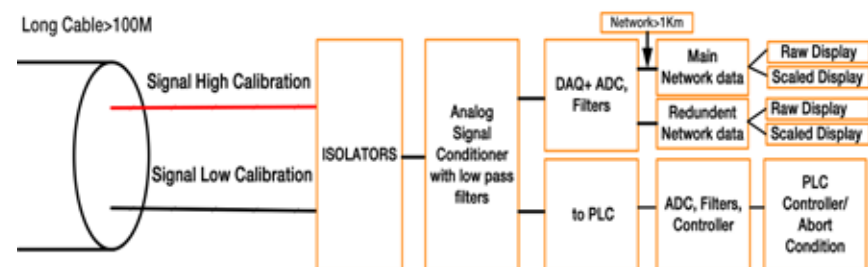 Long Cable>100M
Network>1Km
Signal High Calibration
Signal Low Calibration
ISOLATORS
Analog
Signal
Conditioner
with low pass
filters
DAQ+ ADC,
Filters
Main
Network data
Raw Display
Scaled Display
Redundent
Network data
Raw Display
Scaled Display
to PLC
ADC, Filters,
Controller
PLC
Controller/
Abort
Condition